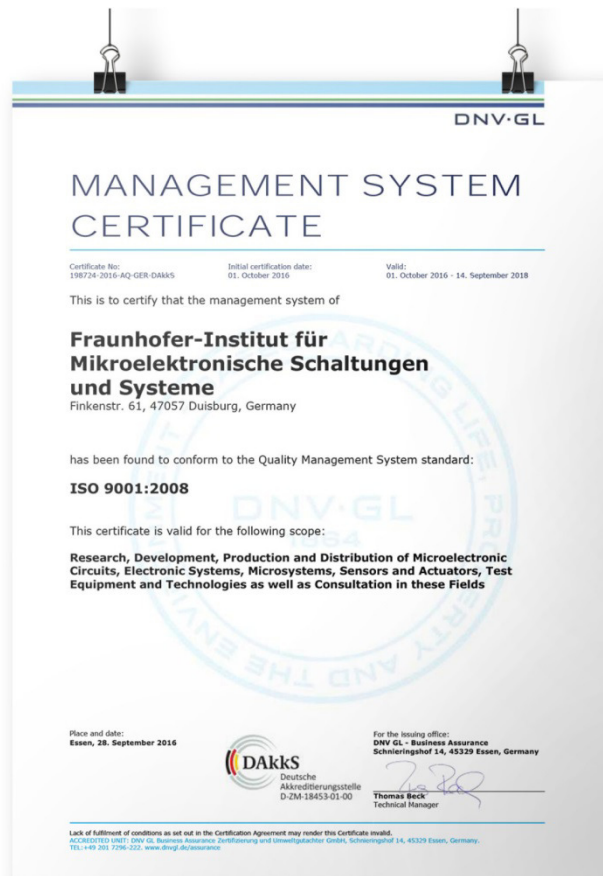 DNV·GL
MANAGEMENT SYSTEM
CERTIFICATE
Certificate No:
198724-2016-AQ-GER-DAkkS
Initial certification date:
01. October 2016
Valid:
01. October 2016 - 14. September 2018
This is to certify that the management system of
Fraunhofer-Institut für
Mikroelektronische Schaltungen
und Systeme
Finkenstr. 61, 47057 Duisburg, Germany
has been found to conform to the Quality Management System standard:
ISO 9001:2008
DNV·GL
1864
This certificate is valid for the following scope:
Research, Development, Production and Distribution of Microelectronic
Circuits, Electronic Systems, Microsystems, Sensors and Actuators, Test
Equipment and Technologies as well as Consultation in these Fields
Place and date:
Essen, 28. September 2016
DAkkS
Deutsche
Akkreditierungsstelle
D-ZM-18453-01-00
For the issuing office:
DNV GL - Business Assurance
Schnieringshof 14, 45329 Essen, Germany
Thomas Beck
Technical Manager
Lack of fulfilment of conditions as set out in the Certification Agreement may render this Certificate invalid.
ACCREDITED UNIT: DNV GL Business Assurance Zertifizierung und Umweltgutachter GmbH, Schnieringshof 14, 45329 Essen, Germany.
TEL:+49 201 7296-222. www.dnvgl.de/assurance